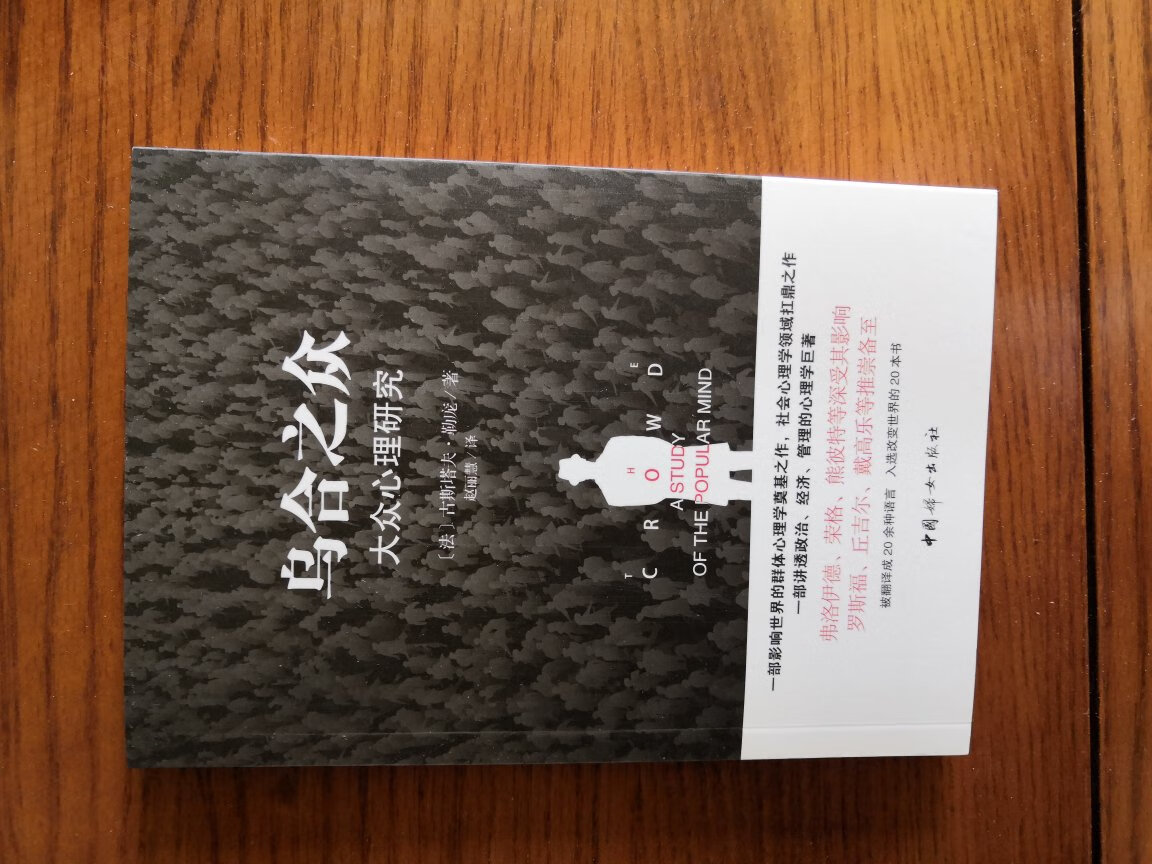 乌合之众
大众心理研究
〔法〕古斯塔夫·勒庞／著
赵丽慧／译
THE
CROWD
A STUDY
OF THE POPULAR MIND
一部影响世界的群体心理学奠基之作，社会心理学领域扛鼎之作
一部讲透政治、经济、管理的心理学巨著
弗洛伊德、荣格、熊彼特等深受其影响
罗斯福、丘吉尔、戴高乐等推崇备至
被翻译成 20 余种语言 入选改变世界的 20 本书
中国妇女出版社